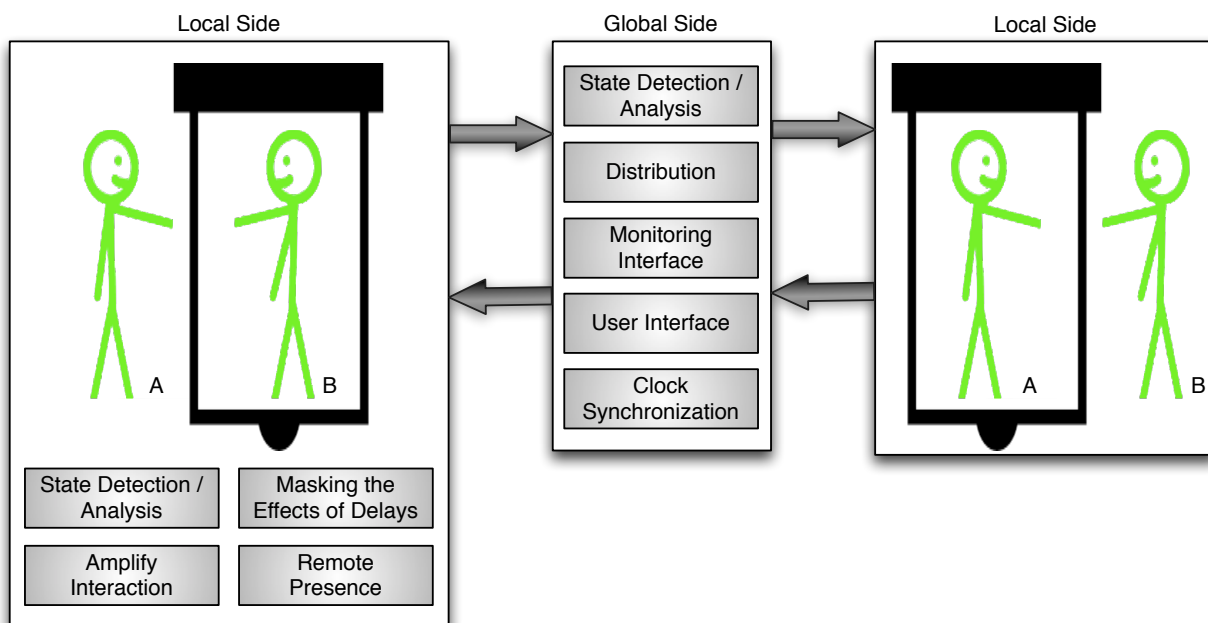 Local Side
A
B
State Detection /
Analysis
Masking the
Effects of Delays
Amplify
Interaction
Remote
Presence
Global Side
State Detection /
Analysis
Distribution
Monitoring
Interface
User Interface
Clock
Synchronization
Local Side
A
B